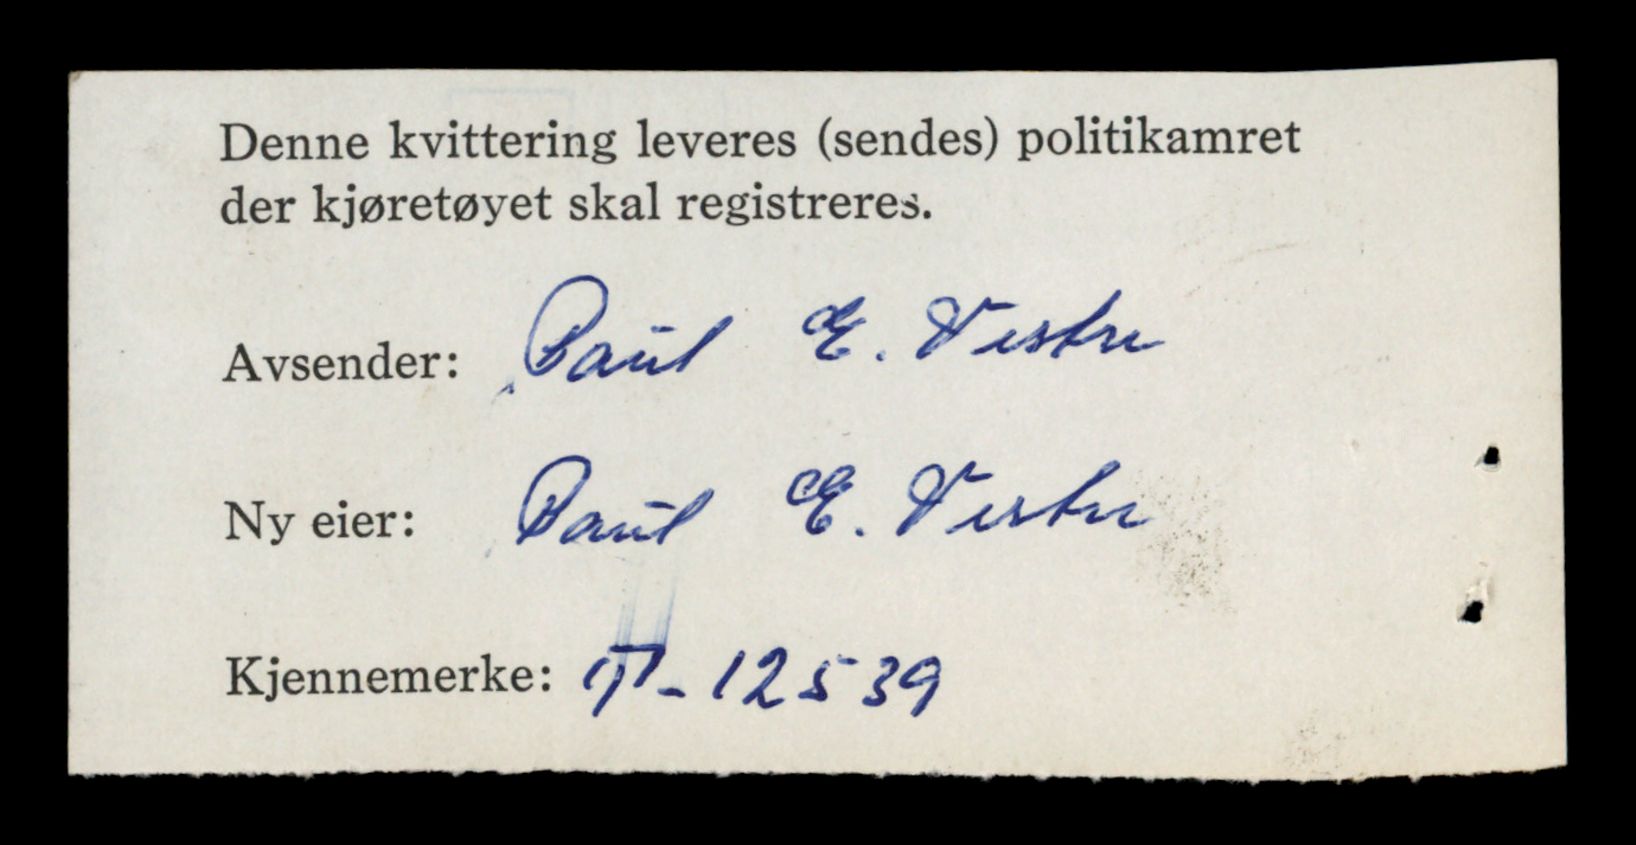 Denne kvittering leveres (sendes) politikamret
der kjøretøyet skal registreres.
Avsender: Paul E. Vestre
Ny eier: Paul E. Vestre
Kjennemerke: T-12539